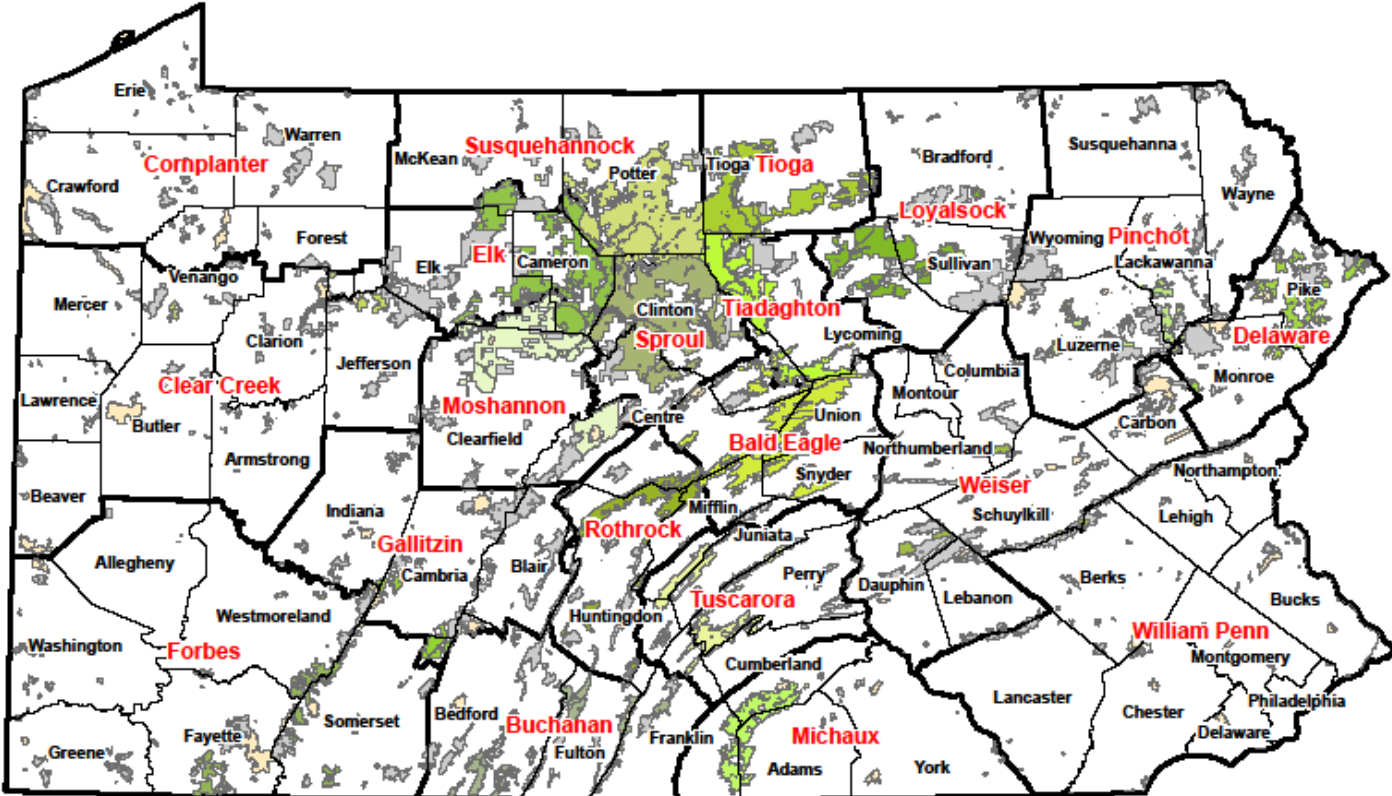 Erie
Warren
McKean
Susquehannock
Potter
Tioga
Tioga
Bradford
Susquehanna
Wayne
Cornplanter
Crawford
Forest
Elk
Elk
Cameron
Loyalsock
Wyoming
Pinchot
Lackawanna
Sullivan
Venango
Mercer
Clinton
Tiadaghton
Pike
Delaware
Clarion
Jefferson
Sproul
Lycoming
Luzerne
Monroe
Lawrence
Clear Creek
Butler
Moshannon
Clearfield
Centre
Union
Montour
Columbia
Carbon
Bald Eagle
Armstrong
Northumberland
Snyder
Northampton
Beaver
Indiana
Mifflin
Weiser
Schuylkill
Lehigh
Rothrock
Juniata
Gallitzin
Allegheny
Cambria
Blair
Perry
Dauphin
Berks
Lebanon
Bucks
Tuscarora
Westmoreland
Huntingdon
Washington
Forbes
William Penn
Montgomery
Cumberland
Lancaster
Philadelphia
Chester
Somerset
Bedford
Buchanan
Fayette
Franklin
Michaux
Delaware
Greene
Fulton
Adams
York